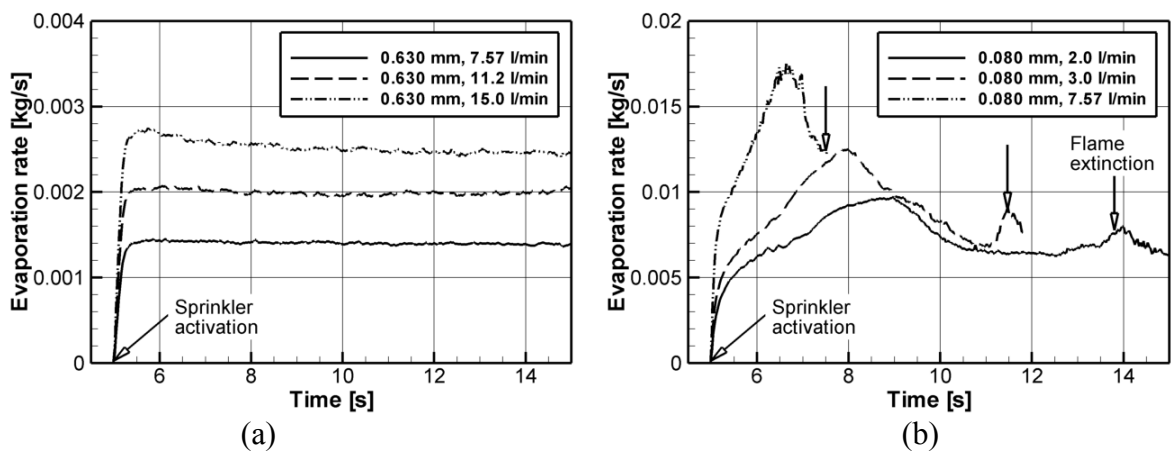 0.004
0.003
0.002
0.001
0
Evaporation rate [kg/s]
0.630 mm, 7.57 l/min
0.630 mm, 11.2 l/min
0.630 mm, 15.0 l/min
Sprinkler
activation
6 8 10 12 14
Time [s]
(a)
0.02
0.015
0.01
0.005
0
Evaporation rate [kg/s]
0.080 mm, 2.0 l/min
0.080 mm, 3.0 l/min
0.080 mm, 7.57 l/min
Flame
extinction
Sprinkler
activation
6 8 10 12 14
Time [s]
(b)